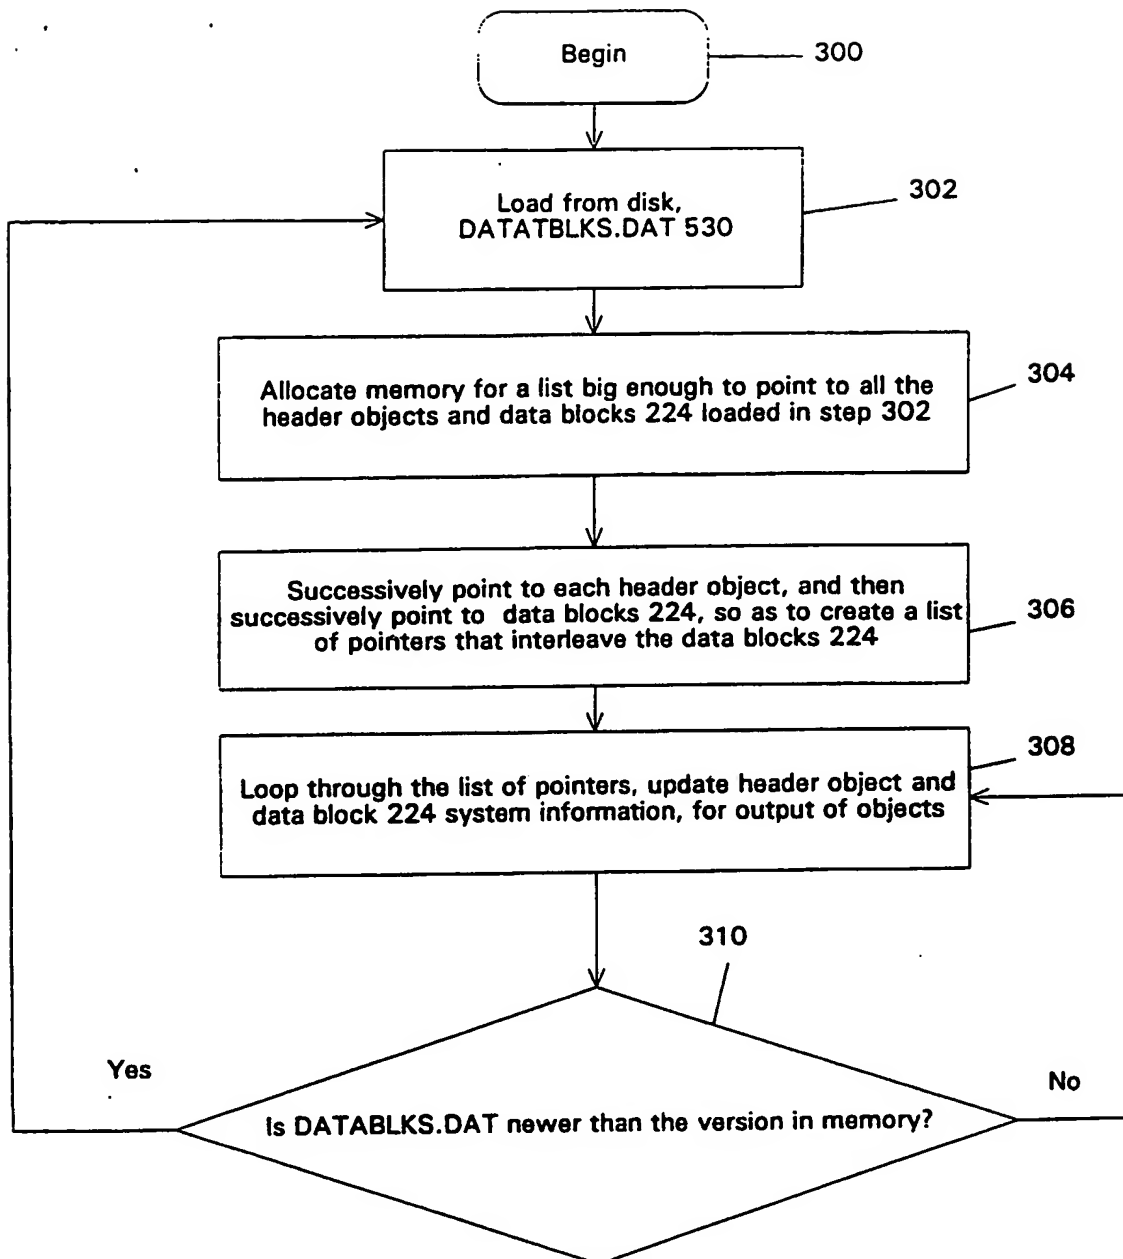 Begin
300
Load from disk,
DATATBLKS.DAT 530
302
Allocate memory for a list big enough to point to all the
header objects and data blocks 224 loaded in step 302
304
Successively point to each header object, and then
successively point to data blocks 224, so as to create a list
of pointers that interleave the data blocks 224
306
Loop through the list of pointers, update header object and
data block 224 system information, for output of objects
308
310
Yes
No
Is DATABLKS.DAT newer than the version in memory?